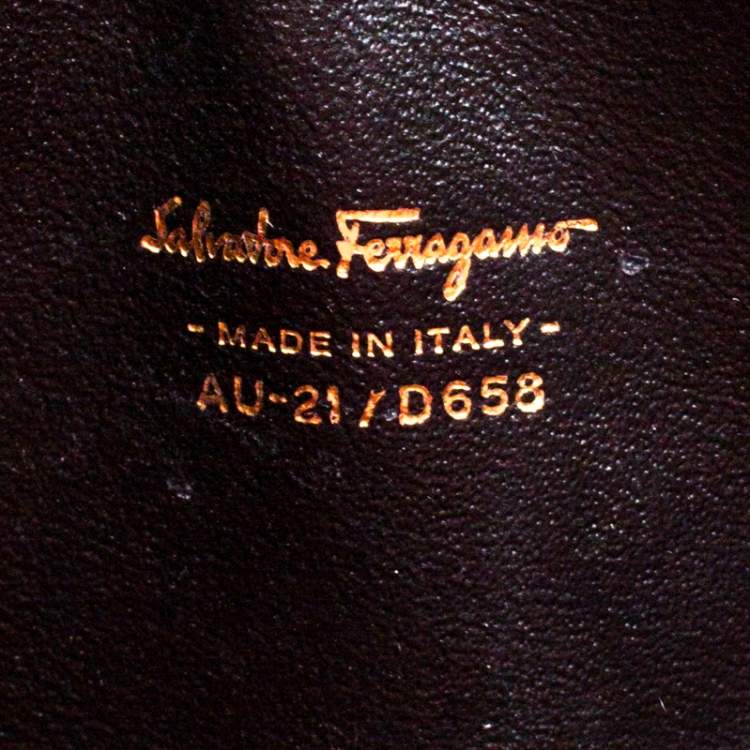 Salvatore Ferragamo
- MADE IN ITALY -
AU-21 / D658